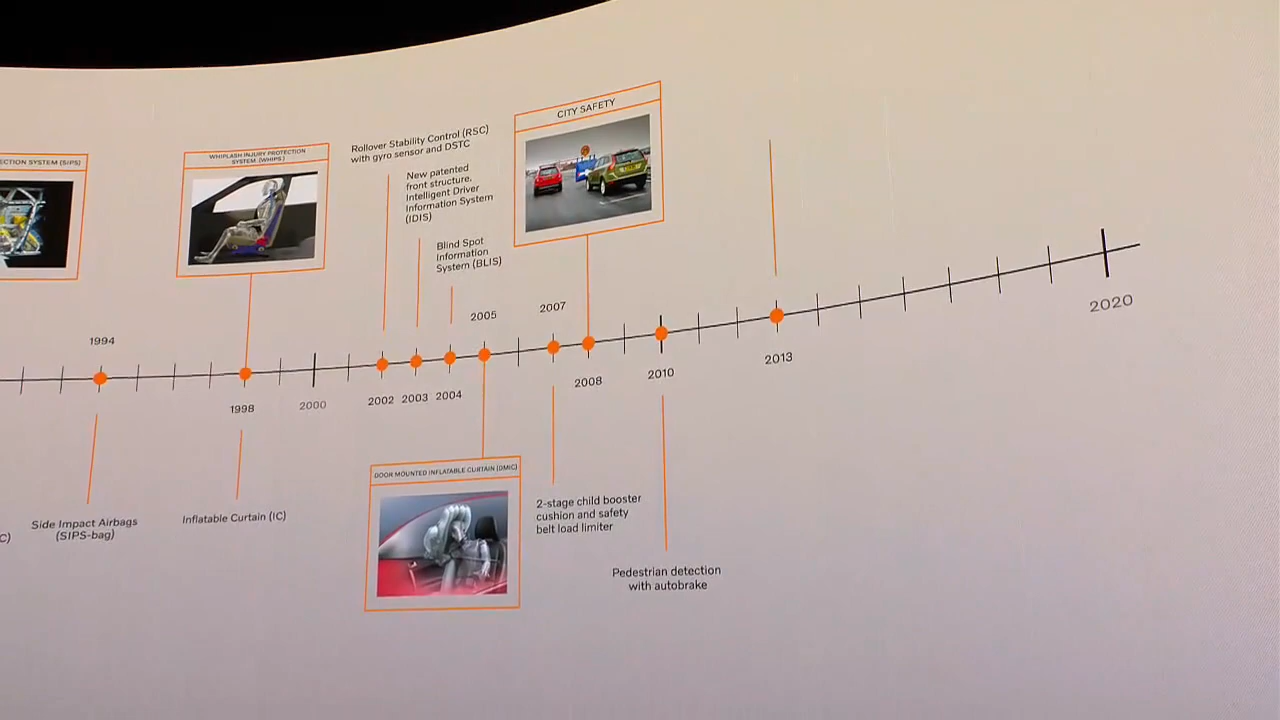 ECTION SYSTEM (SIPS)
WHIPLASH INJURY PROTECTION
SYSTEM (WHIPS)
Rollover Stability Control (RSC)
with gyro sensor and DSTC
New patented
front structure.
Intelligent Driver
Information System
(IDIS)
Blind Spot
Information
System (BLIS)
CITY SAFETY
1994
1998
2000
2002
2003
2004
2005
2007
2008
2010
2013
2020
C)
Side Impact Airbags
(SIPS-bag)
Inflatable Curtain (IC)
DOOR MOUNTED INFLATABLE CURTAIN (DMIC)
2-stage child booster
cushion and safety
belt load limiter
Pedestrian detection
with autobrake